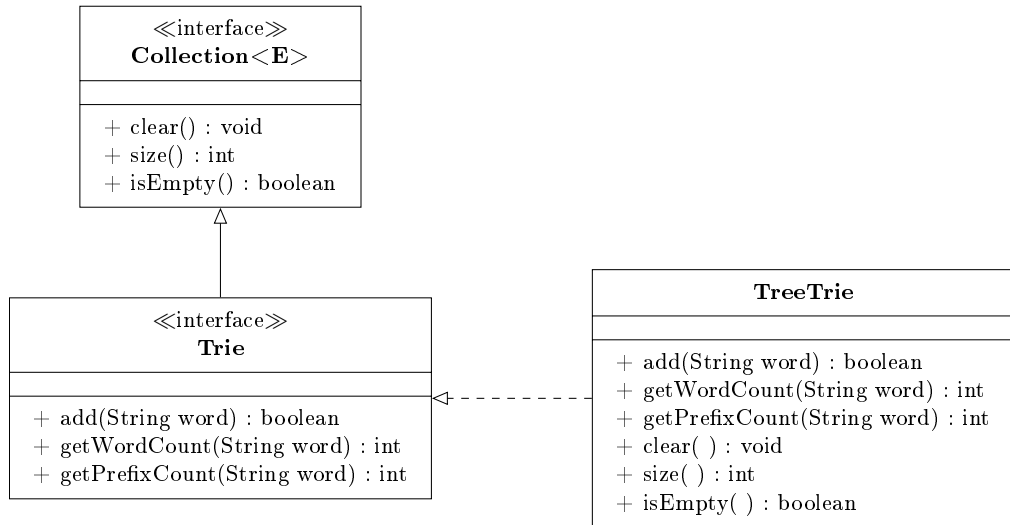 ≪interface≫
Collection<E>
+ clear() : void
+ size() : int
+ isEmpty() : boolean
≪interface≫
Trie
+ add(String word) : boolean
+ getWordCount(String word) : int
+ getPrefixCount(String word) : int
TreeTrie
+ add(String word) : boolean
+ getWordCount(String word) : int
+ getPrefixCount(String word) : int
+ clear( ) : void
+ size( ) : int
+ isEmpty( ) : boolean